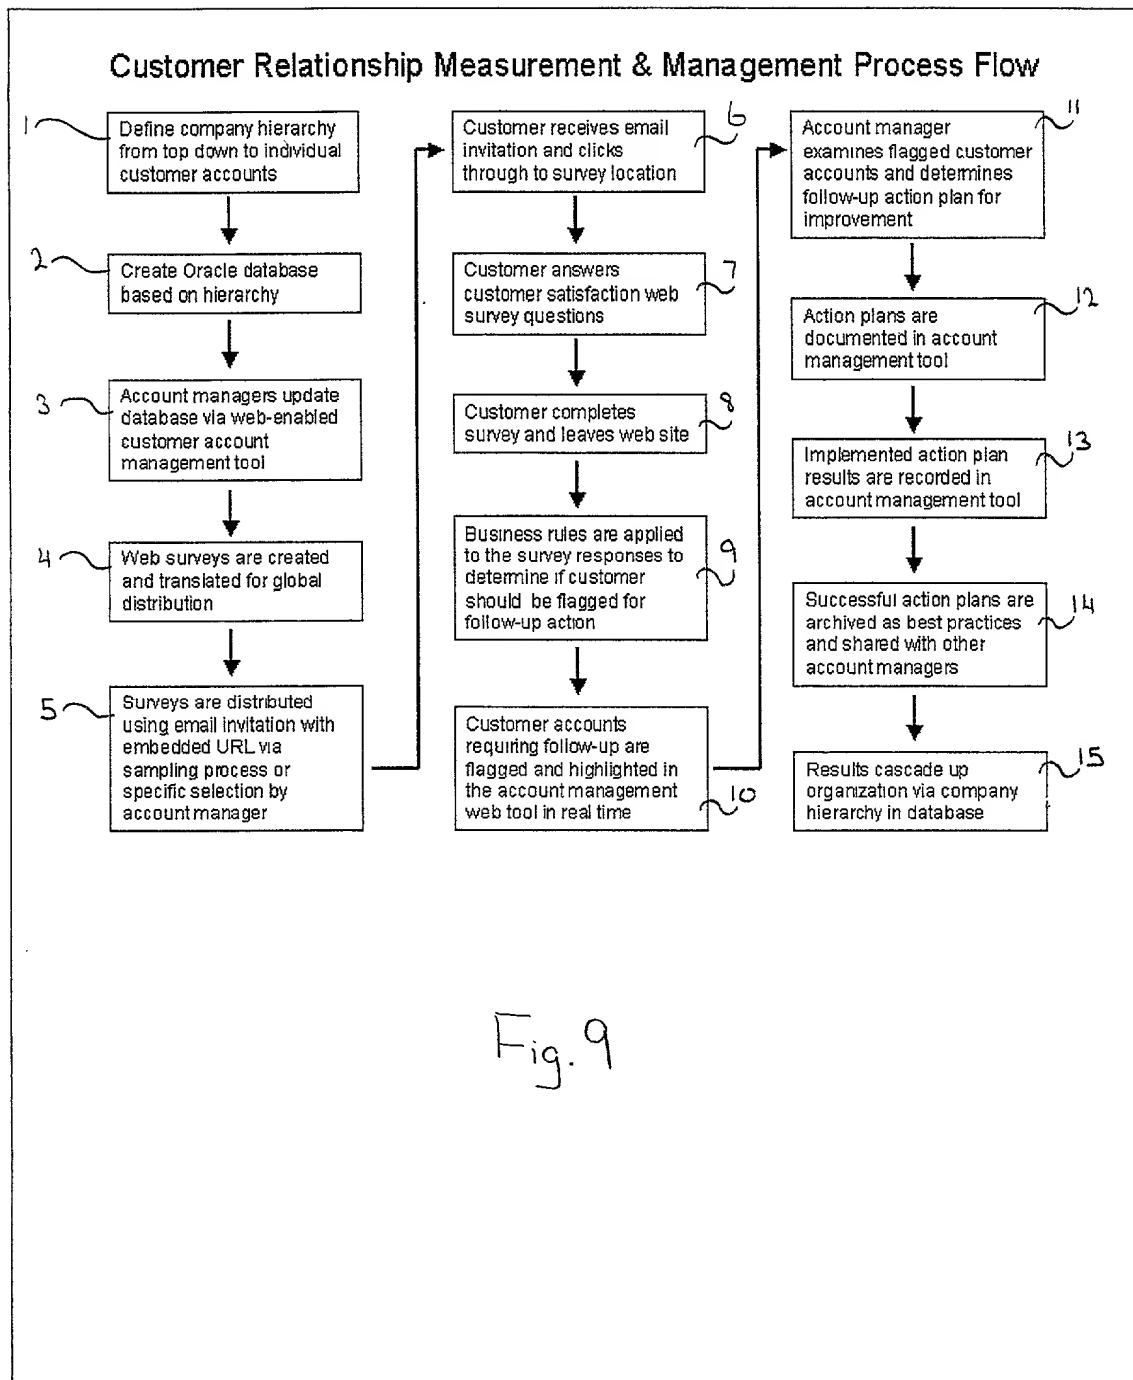 Customer Relationship Measurement & Management Process Flow
1
Define company hierarchy
from top down to individual
customer accounts
2
Create Oracle database
based on hierarchy
3
Account managers update
database via web-enabled
customer account
management tool
4
Web surveys are created
and translated for global
distribution
5
Surveys are distributed
using email invitation with
embedded URL via
sampling process or
specific selection by
account manager
6
Customer receives email
invitation and clicks
through to survey location
7
Customer answers
customer satisfaction web
survey questions
8
Customer completes
survey and leaves web site
9
Business rules are applied
to the survey responses to
determine if customer
should be flagged for
follow-up action
10
Customer accounts
requiring follow-up are
flagged and highlighted in
the account management
web tool in real time
11
Account manager
examines flagged customer
accounts and determines
follow-up action plan for
improvement
12
Action plans are
documented in account
management tool
13
Implemented action plan
results are recorded in
account management tool
14
Successful action plans are
archived as best practices
and shared with other
account managers
15
Results cascade up
organization via company
hierarchy in database
Fig. 9